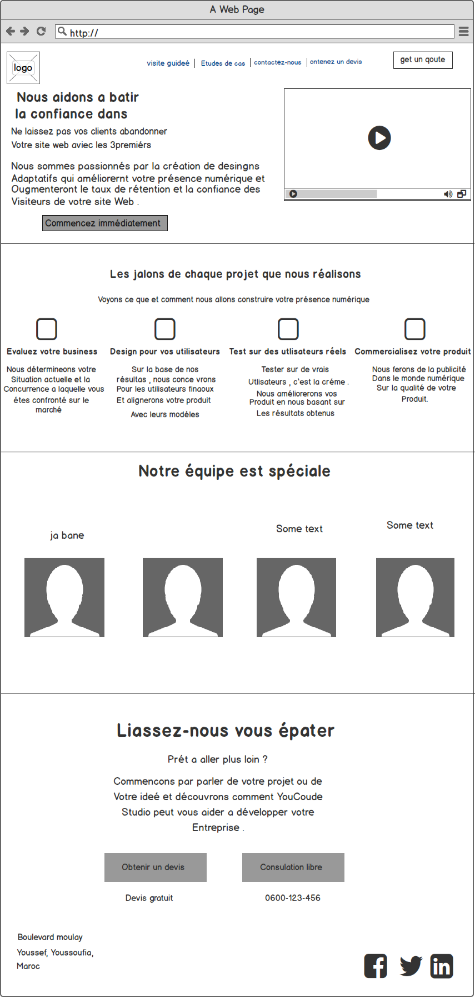 A Web Page
http://
logo
visite guideé
Études de cas
contactez-nous
ontenez un devis
get un qoute
Nous aidons a batir
la confiance dans
Ne laissez pas vos clients abandonner
Votre site web aviec les 3premiérs
Nous sommes passionnés par la création de desingns
Adaptatifs qui améliorernt votre présence numérique et
Ougmenteront le taux de rétention et la confiance des
Visiteurs de votre site Web .
Commencez immédiatement
Les jalons de chaque projet que nous réalisons
Voyons ce que et comment nous allons construire votre présence numérique
Evaluez votre business
Design pour vos utilisateurs
Test sur des utlisateurs réels
Commercialisez votre produit
Nous détermineons votre
Situation actuelle et la
Concurrence a laquelle vous
êtes confronté sur le
marché
Sur la base de nos
résultas , nous conce vrons
Pour les utilisateurs finaoux
Et alignerons votre produit
Avec leurs modéles
Tester sur de vrais
Utlisateurs , c'est la créme .
Nous améliorerons vos
Produit en nous basant sur
Les résultats obtenus
Nous ferons de la publicité
Dans le monde numérique
Sur la qualité de votre
Produit.
Notre équipe est spéciale
ja bane
Some text
Some text
Liassez-nous vous épater
Prét a aller plus loin ?
Commencons par parler de votre projet ou de
Votre ideé et découvrons comment YouCoude
Studio peut vous aider a développer votre
Entreprise .
Obtenir un devis
Consulation libre
Devis gratuit
0600-123-456
Boulevard moulay
Youssef, Youssoufia,
Maroc